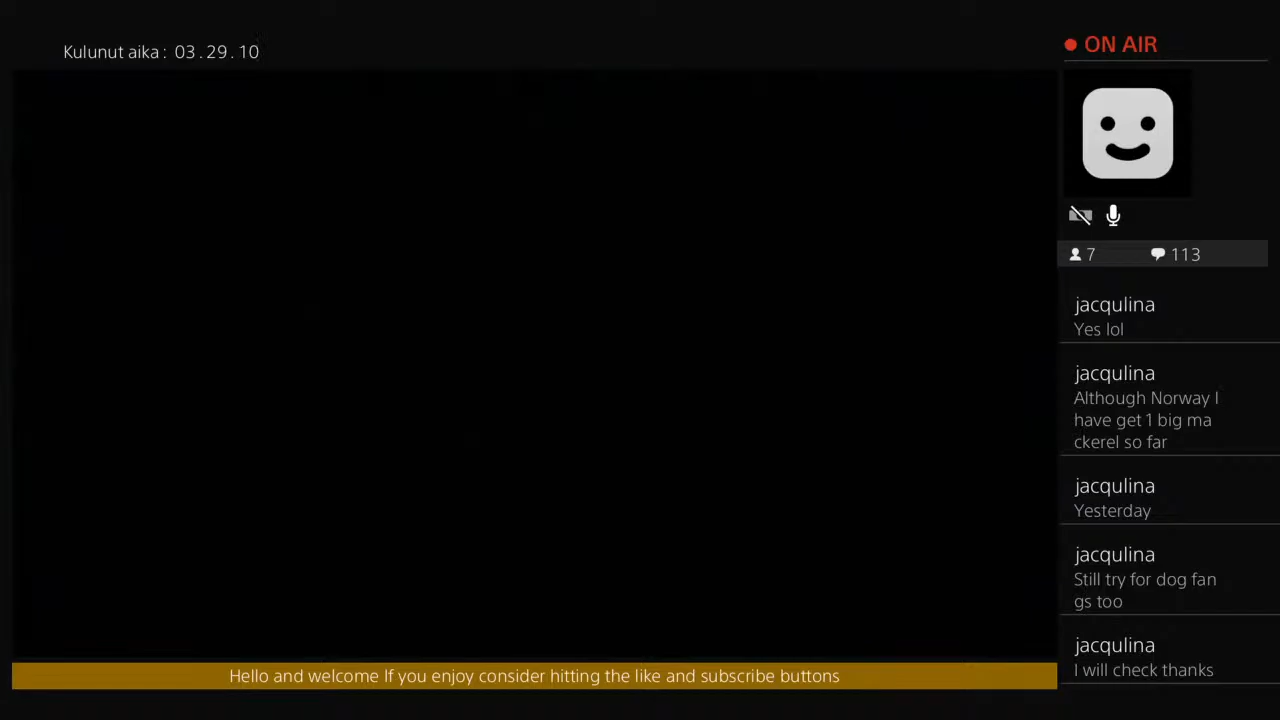 Kulunut aika : 03.29.10
ON AIR
7 113
jacqulina
Yes lol
jacqulina
Although Norway I
have get 1 big ma
ckerel so far
jacqulina
Yesterday
jacqulina
Still try for dog fan
gs too
jacqulina
I will check thanks
Hello and welcome If you enjoy consider hitting the like and subscribe buttons